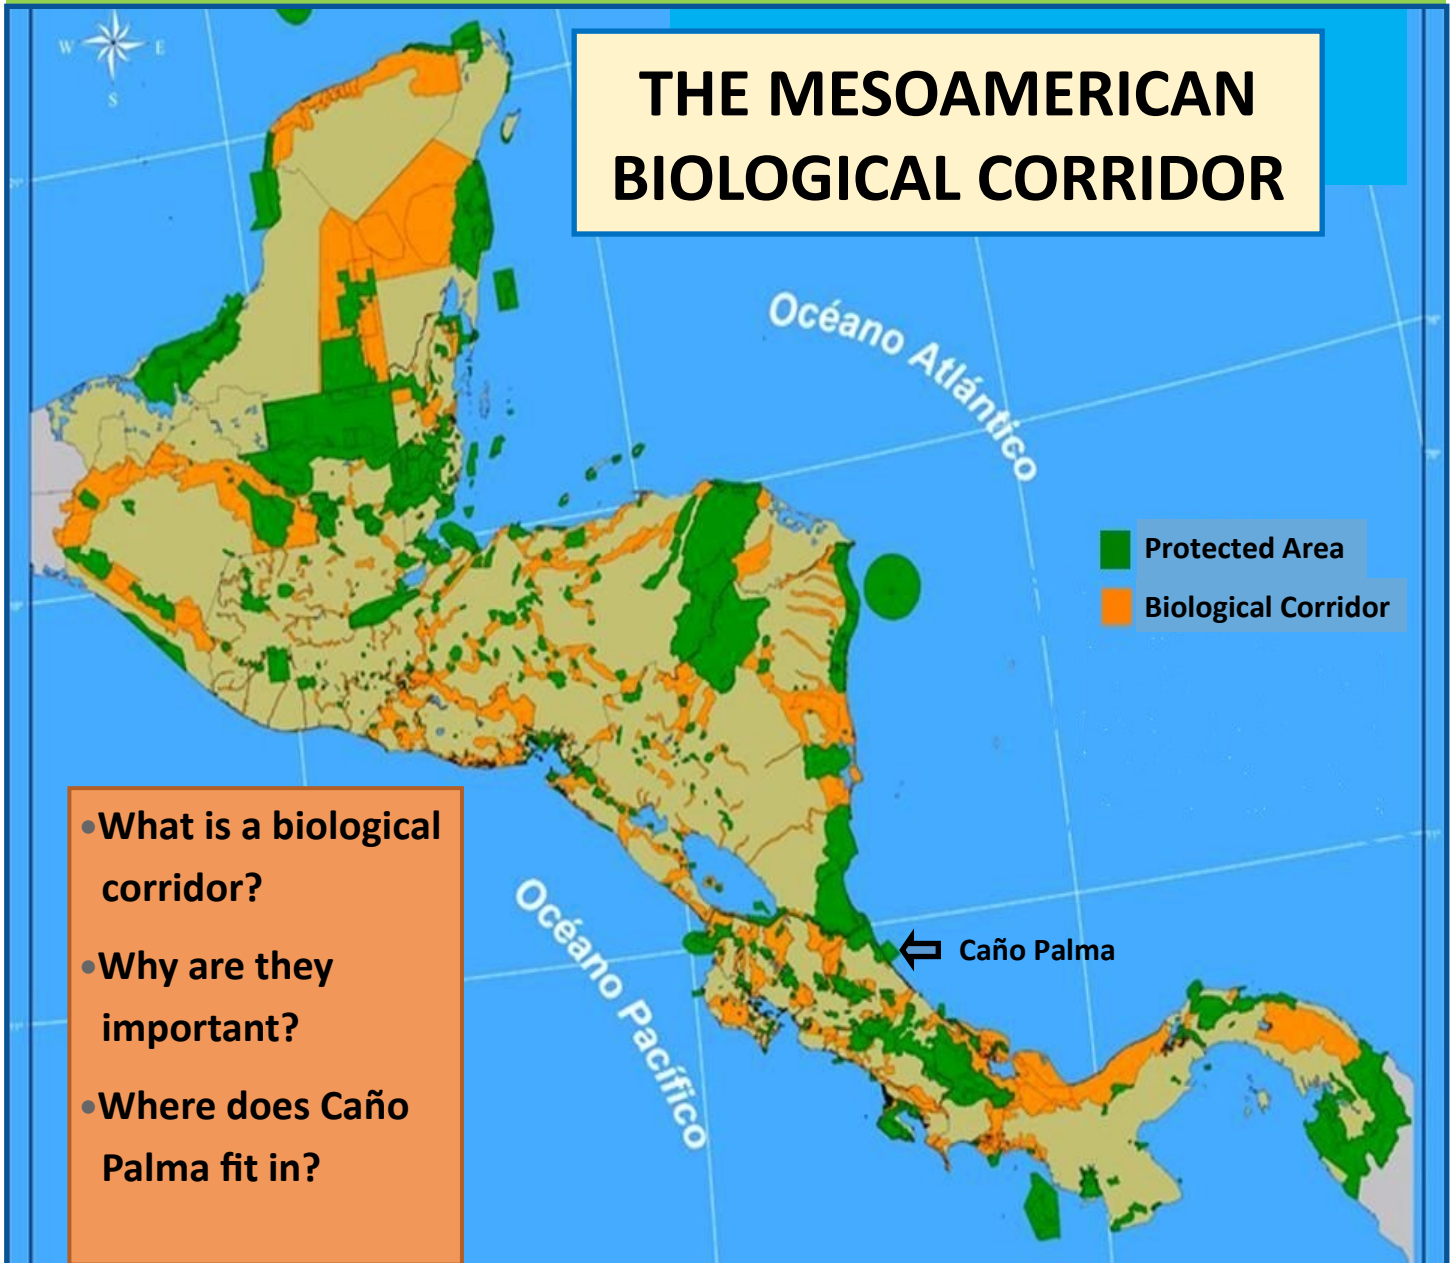 W E
S
THE MESOAMERICAN
BIOLOGICAL CORRIDOR
Océano Atlántico
Protected Area
Biological Corridor
•What is a biological
corridor?
•Why are they
important?
•Where does Caño
Palma fit in?
Océano Pacífico
Caño Palma